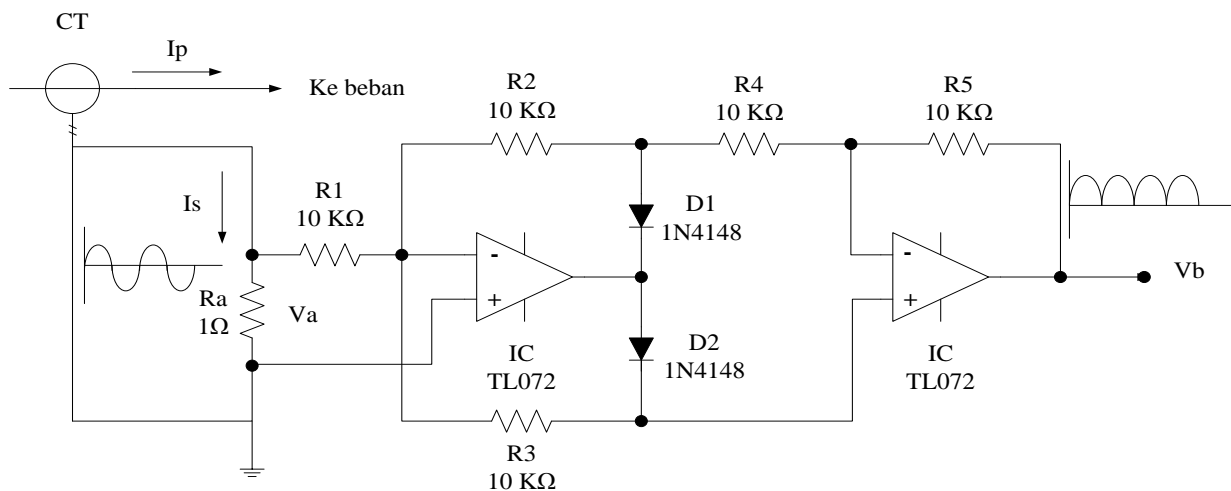 CT
Ip
Ke beban
R2
10 KΩ
R4
10 KΩ
R5
10 KΩ
Is
R1
10 KΩ
D1
1N4148
-
+
-
+
Vb
Ra
1Ω
Va
IC
TL072
D2
1N4148
IC
TL072
R3
10 KΩ